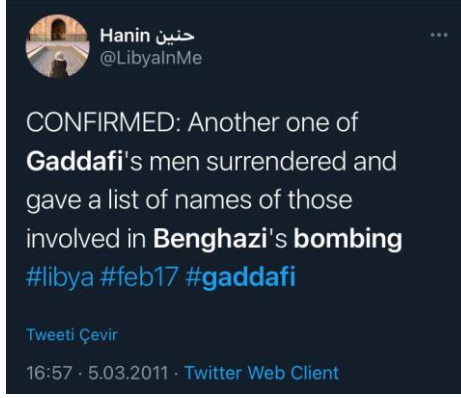 Hanin حنين
@LibyaInMe
CONFIRMED: Another one of
Gaddafi's men surrendered and
gave a list of names of those
involved in Benghazi's bombing
#libya #feb17 #gaddafi
Tweeti Çevir
16:57 · 5.03.2011 · Twitter Web Client